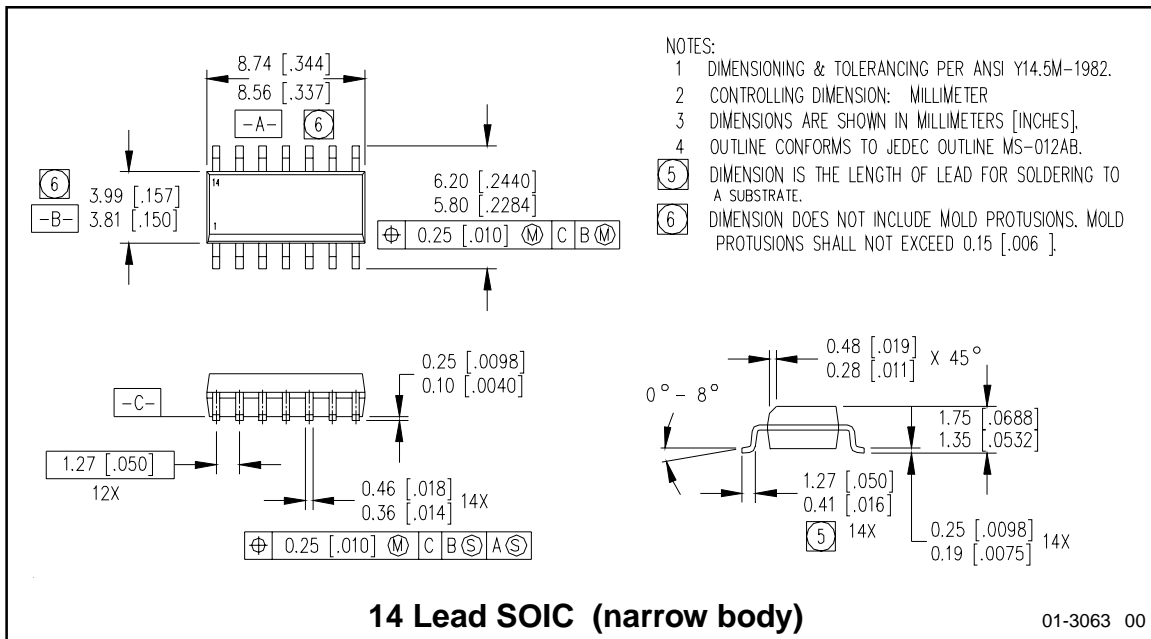 8.74 [.344]
8.56 [.337]
-A- 6
14
1
6
3.99 [.157]
3.81 [.150]
-B-
6.20 [.2440]
5.80 [.2284]
⌖ 0.25 [.010] Ⓜ C B Ⓜ
NOTES:
1 DIMENSIONING & TOLERANCING PER ANSI Y14.5M-1982.
2 CONTROLLING DIMENSION: MILLIMETER
3 DIMENSIONS ARE SHOWN IN MILLIMETERS [INCHES].
4 OUTLINE CONFORMS TO JEDEC OUTLINE MS-012AB.
5 DIMENSION IS THE LENGTH OF LEAD FOR SOLDERING TO
A SUBSTRATE.
6 DIMENSION DOES NOT INCLUDE MOLD PROTUSIONS. MOLD
PROTUSIONS SHALL NOT EXCEED 0.15 [.006 ].
0.25 [.0098]
0.10 [.0040]
-C-
1.27 [.050]
12X
0.46 [.018]
0.36 [.014] 14X
⌖ 0.25 [.010] Ⓜ C B Ⓢ A Ⓢ
0.48 [.019]
0.28 [.011] X 45°
0° - 8°
1.75 [.0688]
1.35 [.0532]
1.27 [.050]
0.41 [.016]
5 14X
0.25 [.0098]
0.19 [.0075] 14X
14 Lead SOIC (narrow body)
01-3063 00